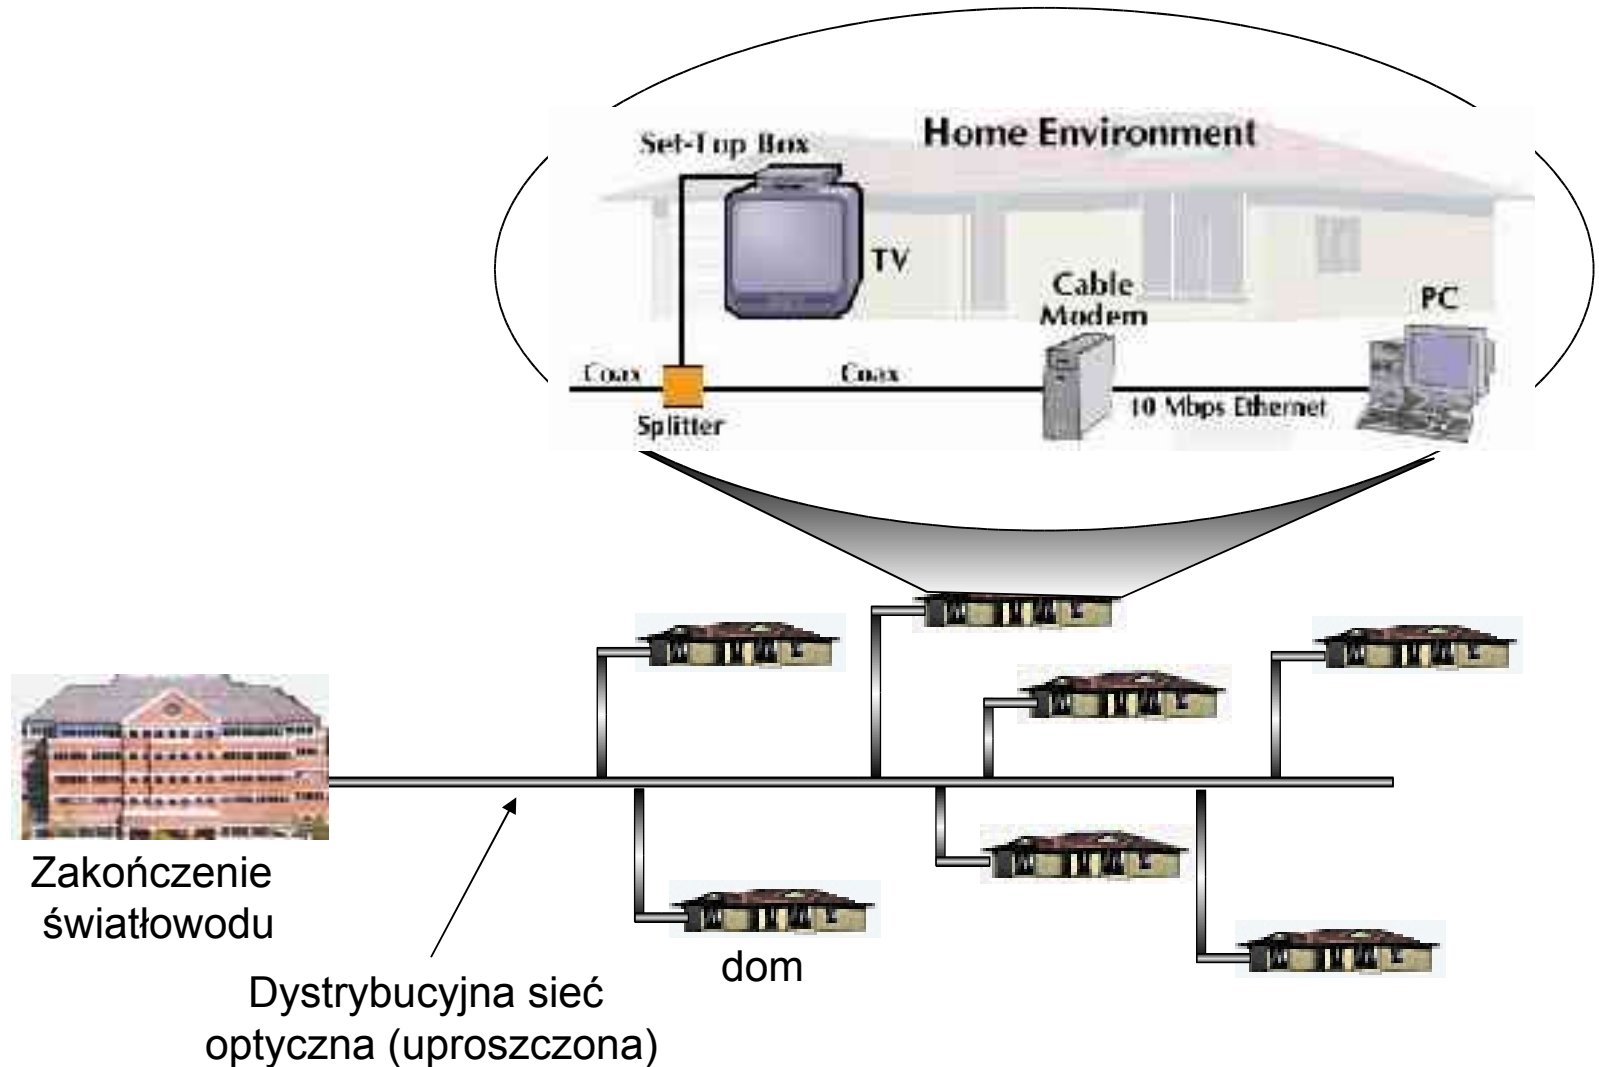 Home Environment
Set-Top Box
TV
Cable
Modem
PC
Coax
Coax
10 Mbps Ethernet
Splitter
Zakończenie
światłowodu
dom
Dystrybucyjna sieć
optyczna (uproszczona)